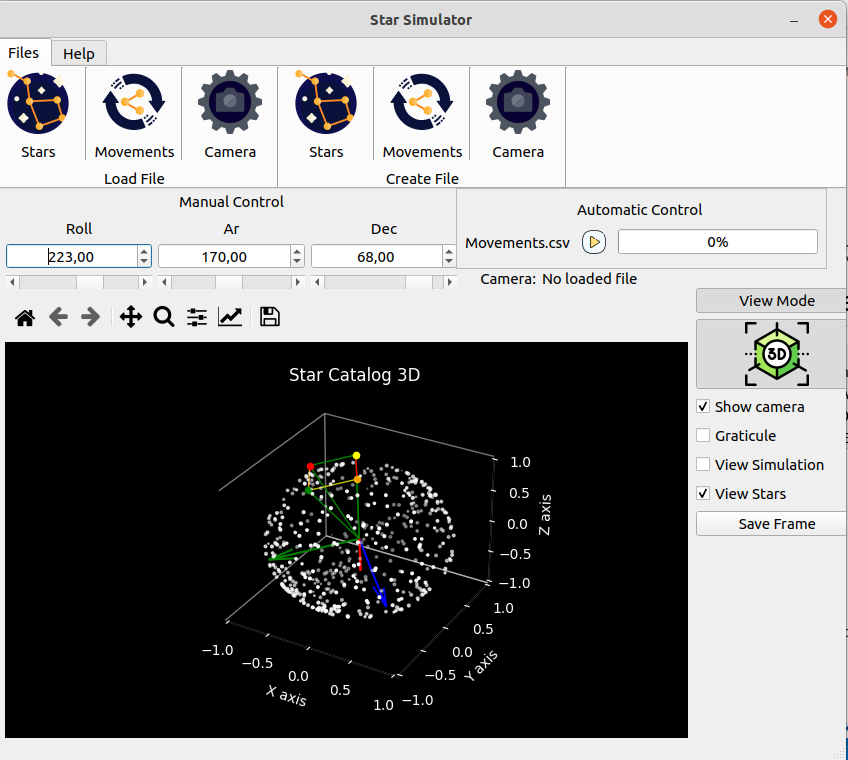 Star Simulator
Files Help
Stars Movements Camera Stars Movements Camera
Load File Create File
Manual Control
Roll Ar Dec
223,00 170,00 68,00
Automatic Control
Movements.csv 0%
Camera: No loaded file
View Mode
3D
Show camera
Graticule
View Simulation
View Stars
Save Frame
Star Catalog 3D
1.0
0.5
0.0
−0.5
−1.0
Z axis
1.0
0.5
0.0
−0.5
−1.0
Y axis
−1.0
−0.5
0.0
0.5
1.0
X axis